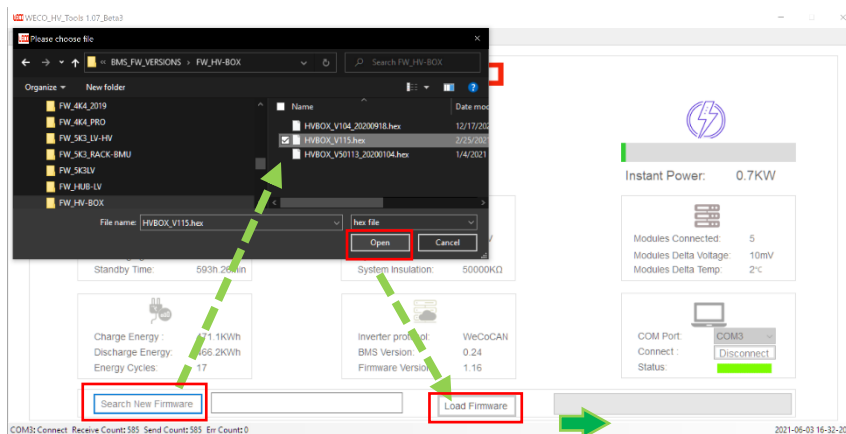 WECO_HV_Tools 1.07_Beta3
Please choose file
« BMS_FW_VERSIONS > FW_HV-BOX
Search FW_HV-BOX
Organize
New folder
FW_4K4_2019
FW_4K4_PRO
FW_5K3_LV-HV
FW_5K3_RACK-BMU
FW_5K3LV
FW_HUB-LV
FW_HV-BOX
Name
Date mod
HVBOX_V104_20200918.hex
12/17/202
HVBOX_V115.hex
2/25/202
HVBOX_V50113_20200104.hex
1/4/2021
File name:
HVBOX_V115.hex
hex file
Open
Cancel
Instant Power: 0.7KW
Modules Connected: 5
Modules Delta Voltage: 10mV
Modules Delta Temp: 2°C
Standby Time:
System Insulation: 50000KΩ
Charge Energy :
Discharge Energy: 466.2KWh
Energy Cycles: 17
Inverter
WeCoCAN
BMS Version: 0.24
Firmware Version 1.16
COM Port: COM3
Connect : Disconnect
Status:
Search New Firmware
Load Firmware
COM3: Connect Receive Count: 585 Send Count: 585 Err Count: 0
2021-06-03 16-32-20